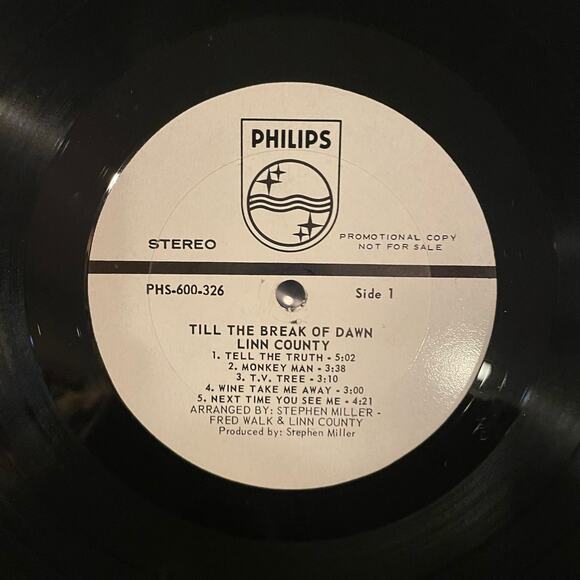 PHILIPS
STEREO
PROMOTIONAL COPY
NOT FOR SALE
PHS-600-326
Side 1
TILL THE BREAK OF DAWN
LINN COUNTY
1. TELL THE TRUTH - 5:02
2. MONKEY MAN - 3:38
3. T.V. TREE - 3:10
4. WINE TAKE ME AWAY - 3:00
5. NEXT TIME YOU SEE ME - 4:21
ARRANGED BY: STEPHEN MILLER -
FRED WALK & LINN COUNTY
Produced by: Stephen Miller